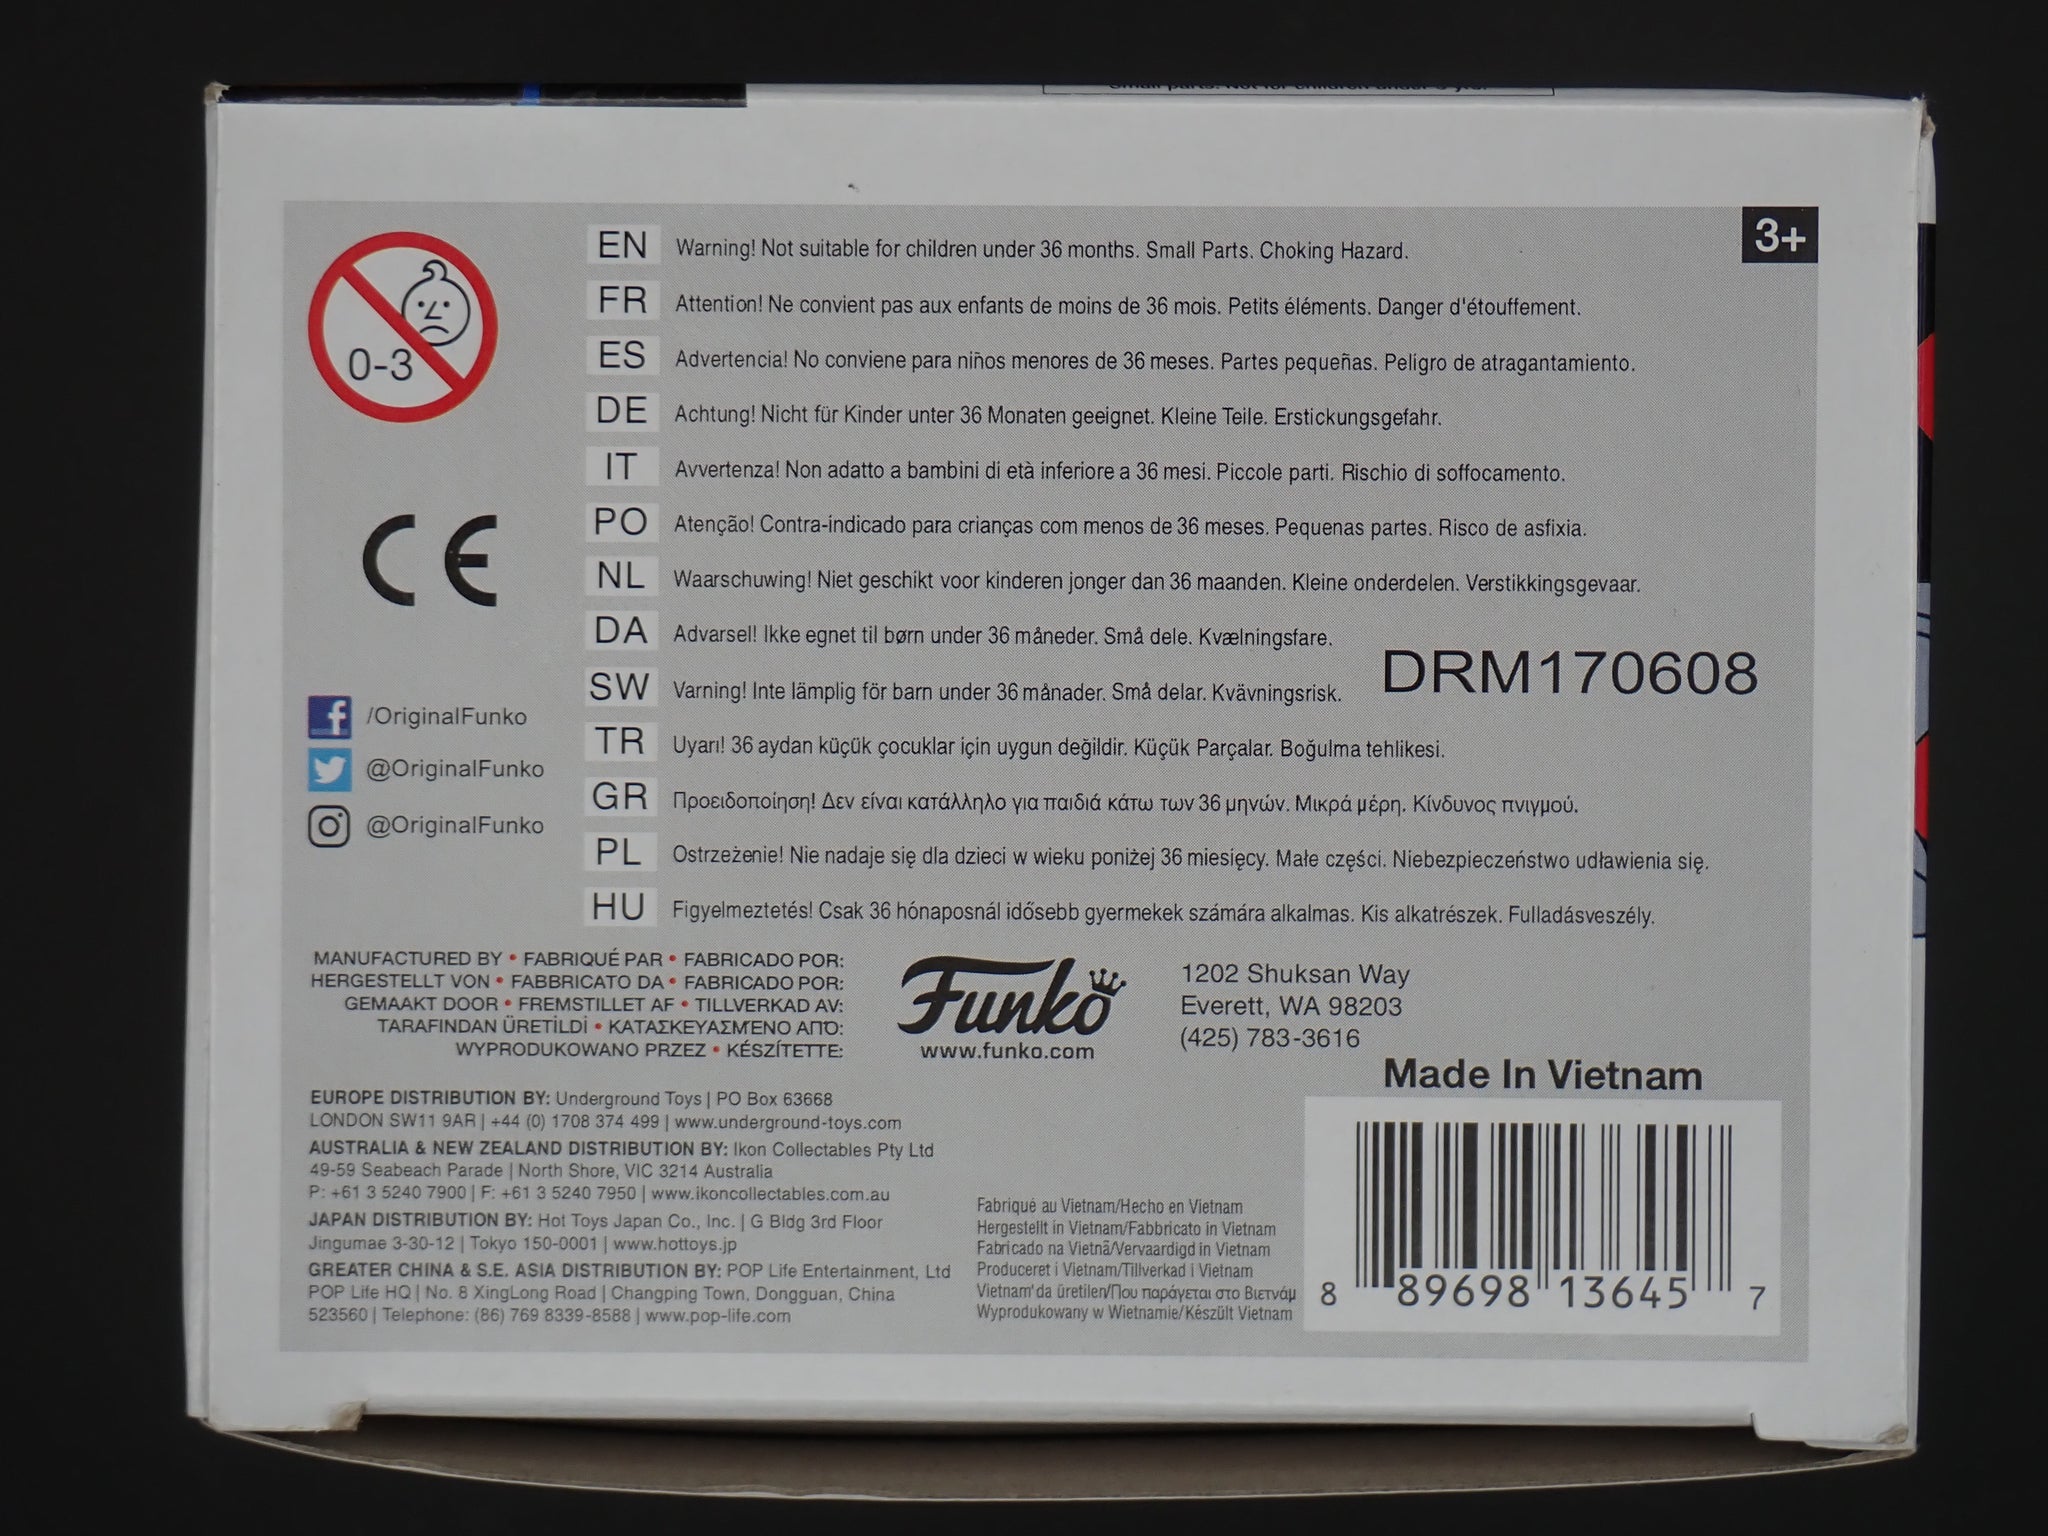 3+
0-3
EN Warning! Not suitable for children under 36 months. Small Parts. Choking Hazard.
FR Attention! Ne convient pas aux enfants de moins de 36 mois. Petits éléments. Danger d'étouffement.
ES Advertencia! No conviene para niños menores de 36 meses. Partes pequeñas. Peligro de atragantamiento.
DE Achtung! Nicht für Kinder unter 36 Monaten geeignet. Kleine Teile. Erstickungsgefahr.
IT Avvertenza! Non adatto a bambini di età inferiore a 36 mesi. Piccole parti. Rischio di soffocamento.
PO Atenção! Contra-indicado para crianças com menos de 36 meses. Pequenas partes. Risco de asfixia.
NL Waarschuwing! Niet geschikt voor kinderen jonger dan 36 maanden. Kleine onderdelen. Verstikkingsgevaar.
DA Advarsel! Ikke egnet til børn under 36 måneder. Små dele. Kvælningsfare.
SW Varning! Inte lämplig för barn under 36 månader. Små delar. Kvävningsrisk.
TR Uyarı! 36 aydan küçük çocuklar için uygun değildir. Küçük Parçalar. Boğulma tehlikesi.
GR Προειδοποίηση! Δεν είναι κατάλληλο για παιδιά κάτω των 36 μηνών. Μικρά μέρη. Κίνδυνος πνιγμού.
PL Ostrzeżenie! Nie nadaje się dla dzieci w wieku poniżej 36 miesięcy. Małe części. Niebezpieczeństwo udławienia się.
HU Figyelmeztetés! Csak 36 hónaposnál idősebb gyermekek számára alkalmas. Kis alkatrészek. Fulladásveszély.
DRM170608
CE
/OriginalFunko
@OriginalFunko
@OriginalFunko
MANUFACTURED BY • FABRIQUÉ PAR • FABRICADO POR:
HERGESTELLT VON • FABBRICATO DA • FABRICADO POR:
GEMAAKT DOOR • FREMSTILLET AF • TILLVERKAD AV:
TARAFINDAN ÜRETİLDİ • ΚΑΤΑΣΚΕΥΑΣΜΈΝΟ ΑΠΌ:
WYPRODUKOWANO PRZEZ • KÉSZÍTETTE:
Funko
www.funko.com
1202 Shuksan Way
Everett, WA 98203
(425) 783-3616
EUROPE DISTRIBUTION BY: Underground Toys | PO Box 63668
LONDON SW11 9AR | +44 (0) 1708 374 499 | www.underground-toys.com
AUSTRALIA & NEW ZEALAND DISTRIBUTION BY: Ikon Collectables Pty Ltd
49-59 Seabeach Parade | North Shore, VIC 3214 Australia
P: +61 3 5240 7900 | F: +61 3 5240 7950 | www.ikoncollectables.com.au
JAPAN DISTRIBUTION BY: Hot Toys Japan Co., Inc. | G Bldg 3rd Floor
Jingumae 3-30-12 | Tokyo 150-0001 | www.hottoys.jp
GREATER CHINA & S.E. ASIA DISTRIBUTION BY: POP Life Entertainment, Ltd
POP Life HQ | No. 8 XingLong Road | Changping Town, Dongguan, China
523560 | Telephone: (86) 769 8339-8588 | www.pop-life.com
Fabriqué au Vietnam/Hecho en Vietnam
Hergestellt in Vietnam/Fabbricato in Vietnam
Fabricado na Vietnã/Vervaardigd in Vietnam
Produceret i Vietnam/Tillverkad i Vietnam
Vietnam'da üretilen/Που παράγεται στο Βιετνάμ
Wyprodukowany w Wietnamie/Készült Vietnam
Made In Vietnam
8 89698 13645 7